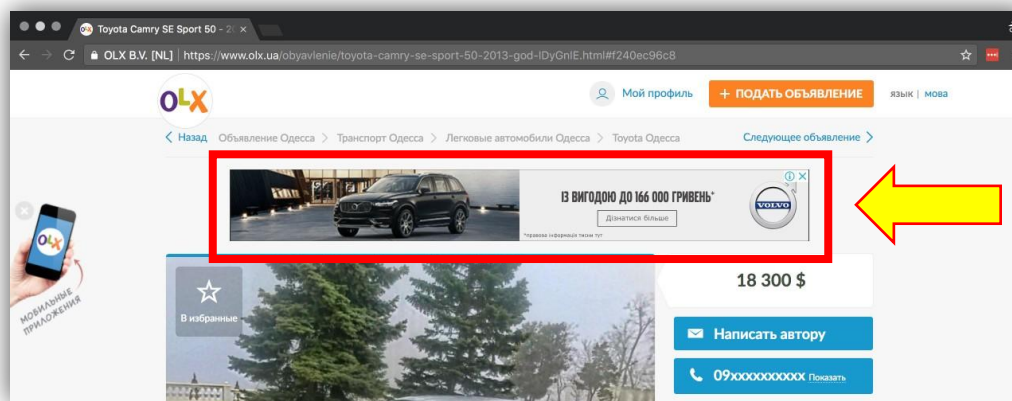 Toyota Camry SE Sport 50 - 2
OLX B.V. [NL] | https://www.olx.ua/obyavlenie/toyota-camry-se-sport-50-2013-god-IDyGnIE.html#f240ec96c8
OLX
Мой профиль
+ ПОДАТЬ ОБЪЯВЛЕНИЕ
язык | мова
Назад Объявление Одесса > Транспорт Одесса > Легковые автомобили Одесса > Toyota Одесса
Следующее объявление
ІЗ ВИГОДОЮ ДО 166 000 ГРИВЕНЬ*
Дізнатися більше
VOLVO
OLX
МОБИЛЬНЫЕ
ПРИЛОЖЕНИЯ
В избранные
18 300 $
Написать автору
09xxxxxxxxxx Показать